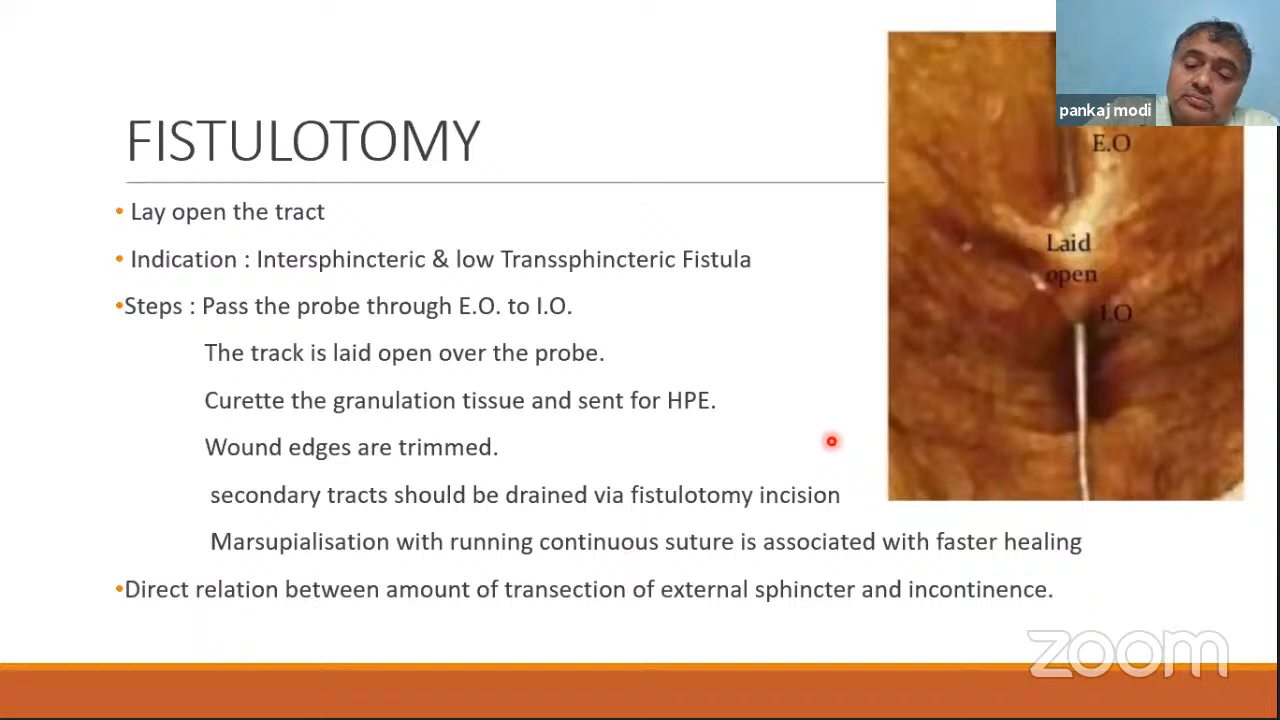 pankaj modi
FISTULOTOMY
• Lay open the tract
• Indication : Intersphincteric & low Transsphincteric Fistula
•Steps : Pass the probe through E.O. to I.O.
The track is laid open over the probe.
Curette the granulation tissue and sent for HPE.
Wound edges are trimmed.
secondary tracts should be drained via fistulotomy incision
Marsupialisation with running continuous suture is associated with faster healing
•Direct relation between amount of transection of external sphincter and incontinence.
E.O
Laid
open
I.O
zoom